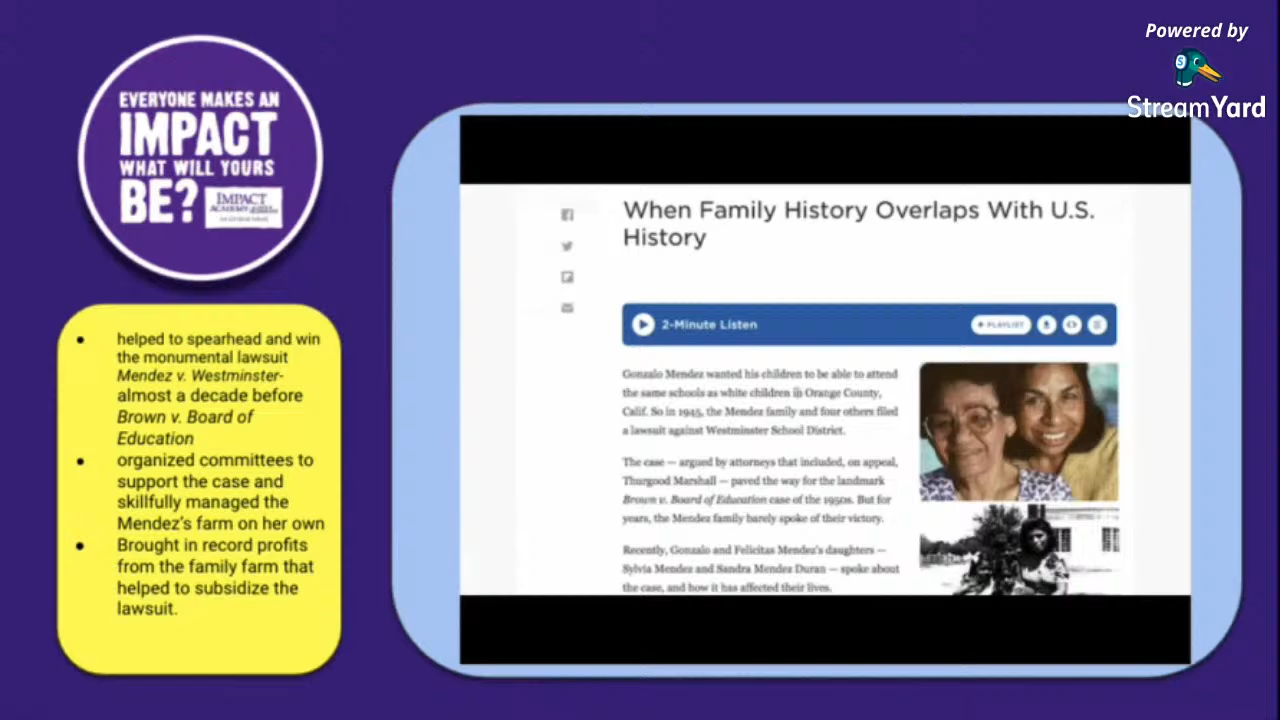 Powered by
StreamYard
EVERYONE MAKES AN
IMPACT
WHAT WILL YOURS
BE?
IMPACT
helped to spearhead and win
the monumental lawsuit
Mendez v. Westminster-
almost a decade before
Brown v. Board of
Education
organized committees to
support the case and
skillfully managed the
Mendez's farm on her own
Brought in record profits
from the family farm that
helped to subsidize the
lawsuit.
When Family History Overlaps With U.S.
History
2-Minute Listen
+ PLAYLIST
Gonzalo Mendez wanted his children to be able to attend
the same schools as white children in Orange County,
Calif. So in 1945, the Mendez family and four others filed
a lawsuit against Westminster School District.
The case — argued by attorneys that included, on appeal,
Thurgood Marshall — paved the way for the landmark
Brown v. Board of Education case of the 1950s. But for
years, the Mendez family barely spoke of their victory.
Recently, Gonzalo and Felicitas Mendez's daughters —
Sylvia Mendez and Sandra Mendez Duran — spoke about
the case, and how it has affected their lives.